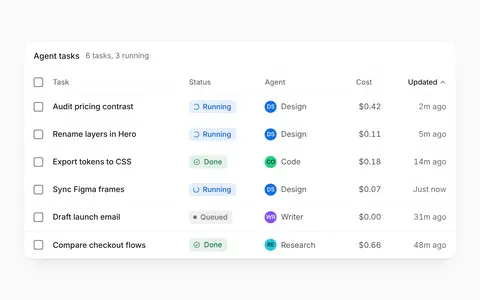 Agent tasks 6 tasks, 3 running
Task Status Agent Cost Updated
Audit pricing contrast Running DS Design $0.42 2m ago
Rename layers in Hero Running DS Design $0.11 5m ago
Export tokens to CSS Done CO Code $0.18 14m ago
Sync Figma frames Running DS Design $0.07 Just now
Draft launch email Queued WR Writer $0.00 31m ago
Compare checkout flows Done RE Research $0.66 48m ago